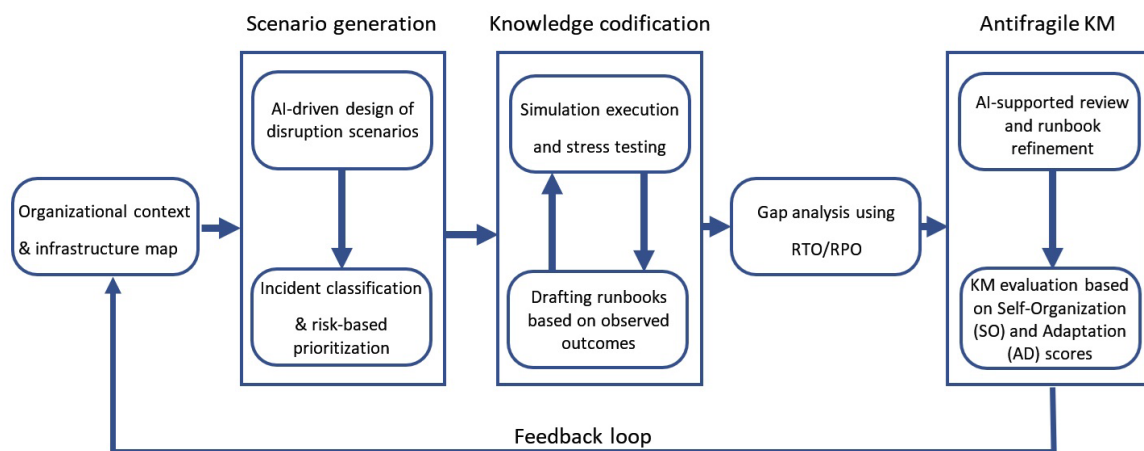 Scenario generation
Knowledge codification
Antifragile KM
AI-driven design of
disruption scenarios
Simulation execution
and stress testing
AI-supported review
and runbook
refinement
Organizational context
& infrastructure map
Gap analysis using
RTO/RPO
Incident classification
& risk-based
prioritization
Drafting runbooks
based on observed
outcomes
KM evaluation based
on Self-Organization
(SO) and Adaptation
(AD) scores
Feedback loop